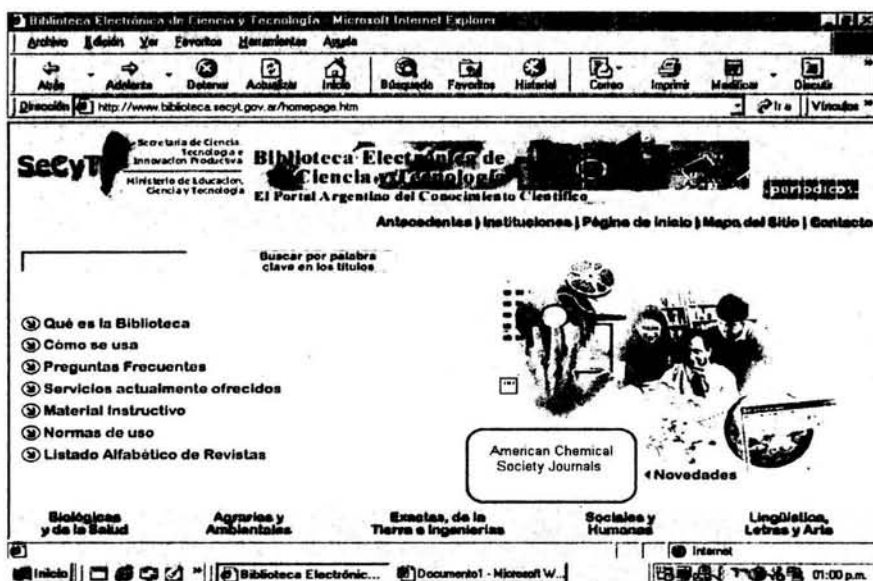 Biblioteca Electrónica de Ciencia y Tecnología - Microsoft Internet Explorer
Archivo Edición Ver Favoritos Herramientas Ayuda
Atrás Adelante Detener Actualizar Inicio Búsqueda Favoritos Historial Correo Imprimir Modificar Discutir
Dirección http://www.biblioteca.secyt.gov.ar/homepage.htm Ir a Vínculos
SeCyT
Secretaría de Ciencia
Tecnología e
Innovación Productiva
Ministerio de Educacion,
Ciencia y Tecnología
Biblioteca Electrónica de
Ciencia y Tecnología
El Portal Argentino del Conocimiento Científico
periodicos.
Antecedentes | Instituciones | Página de inicio | Mapa del Sitio | Contacto
Buscar por palabra
clave en los títulos
Qué es la Biblioteca
Cómo se usa
Preguntas Frecuentes
Servicios actualmente ofrecidos
Material Instructivo
Normas de uso
Listado Alfabético de Revistas
American Chemical
Society Journals
Novedades
Biológicas
y de la Salud
Agrarias y
Ambientales
Exactas, de la
Tierra e Ingenierías
Sociales y
Humanas
Lingüística,
Letras y Arte
Internet
Inicio Biblioteca Electrónic... Documento1 - Microsoft W... 01:00 p.m.